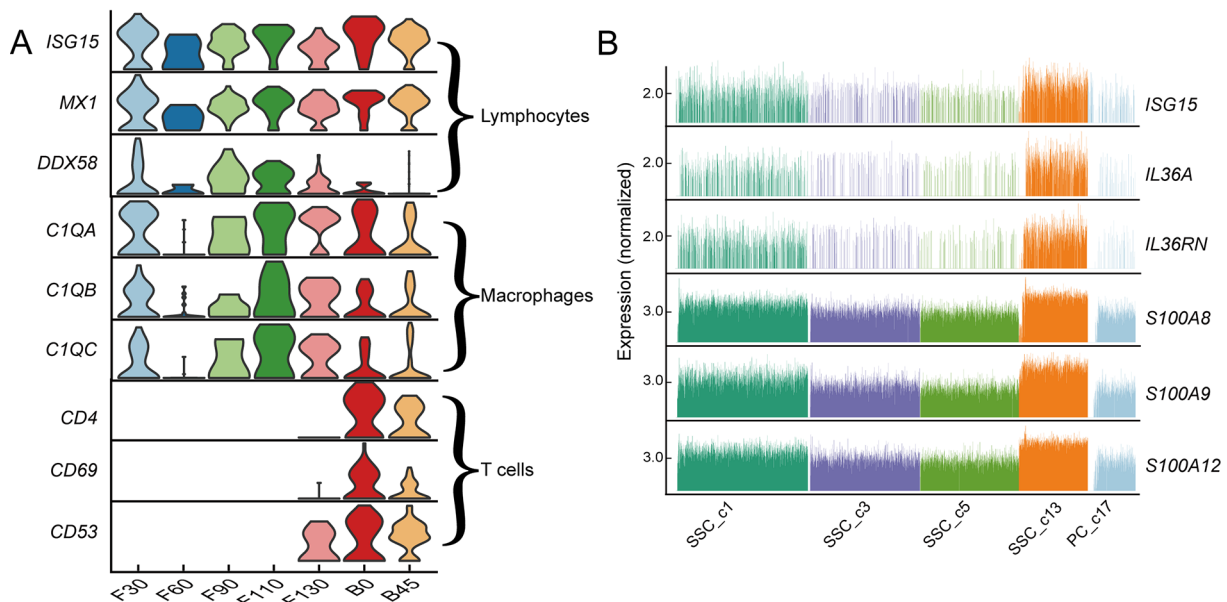 A
ISG15
MX1
DDX58
Lymphocytes
C1QA
C1QB
C1QC
Macrophages
CD4
CD69
CD53
T cells
F30 F60 F90 F110 F130 B0 B45
B
Expression (normalized)
2.0 ISG15
2.0 IL36A
2.0 IL36RN
3.0 S100A8
3.0 S100A9
3.0 S100A12
SSC_c1 SSC_c3 SSC_c5 SSC_c13 PC_c17